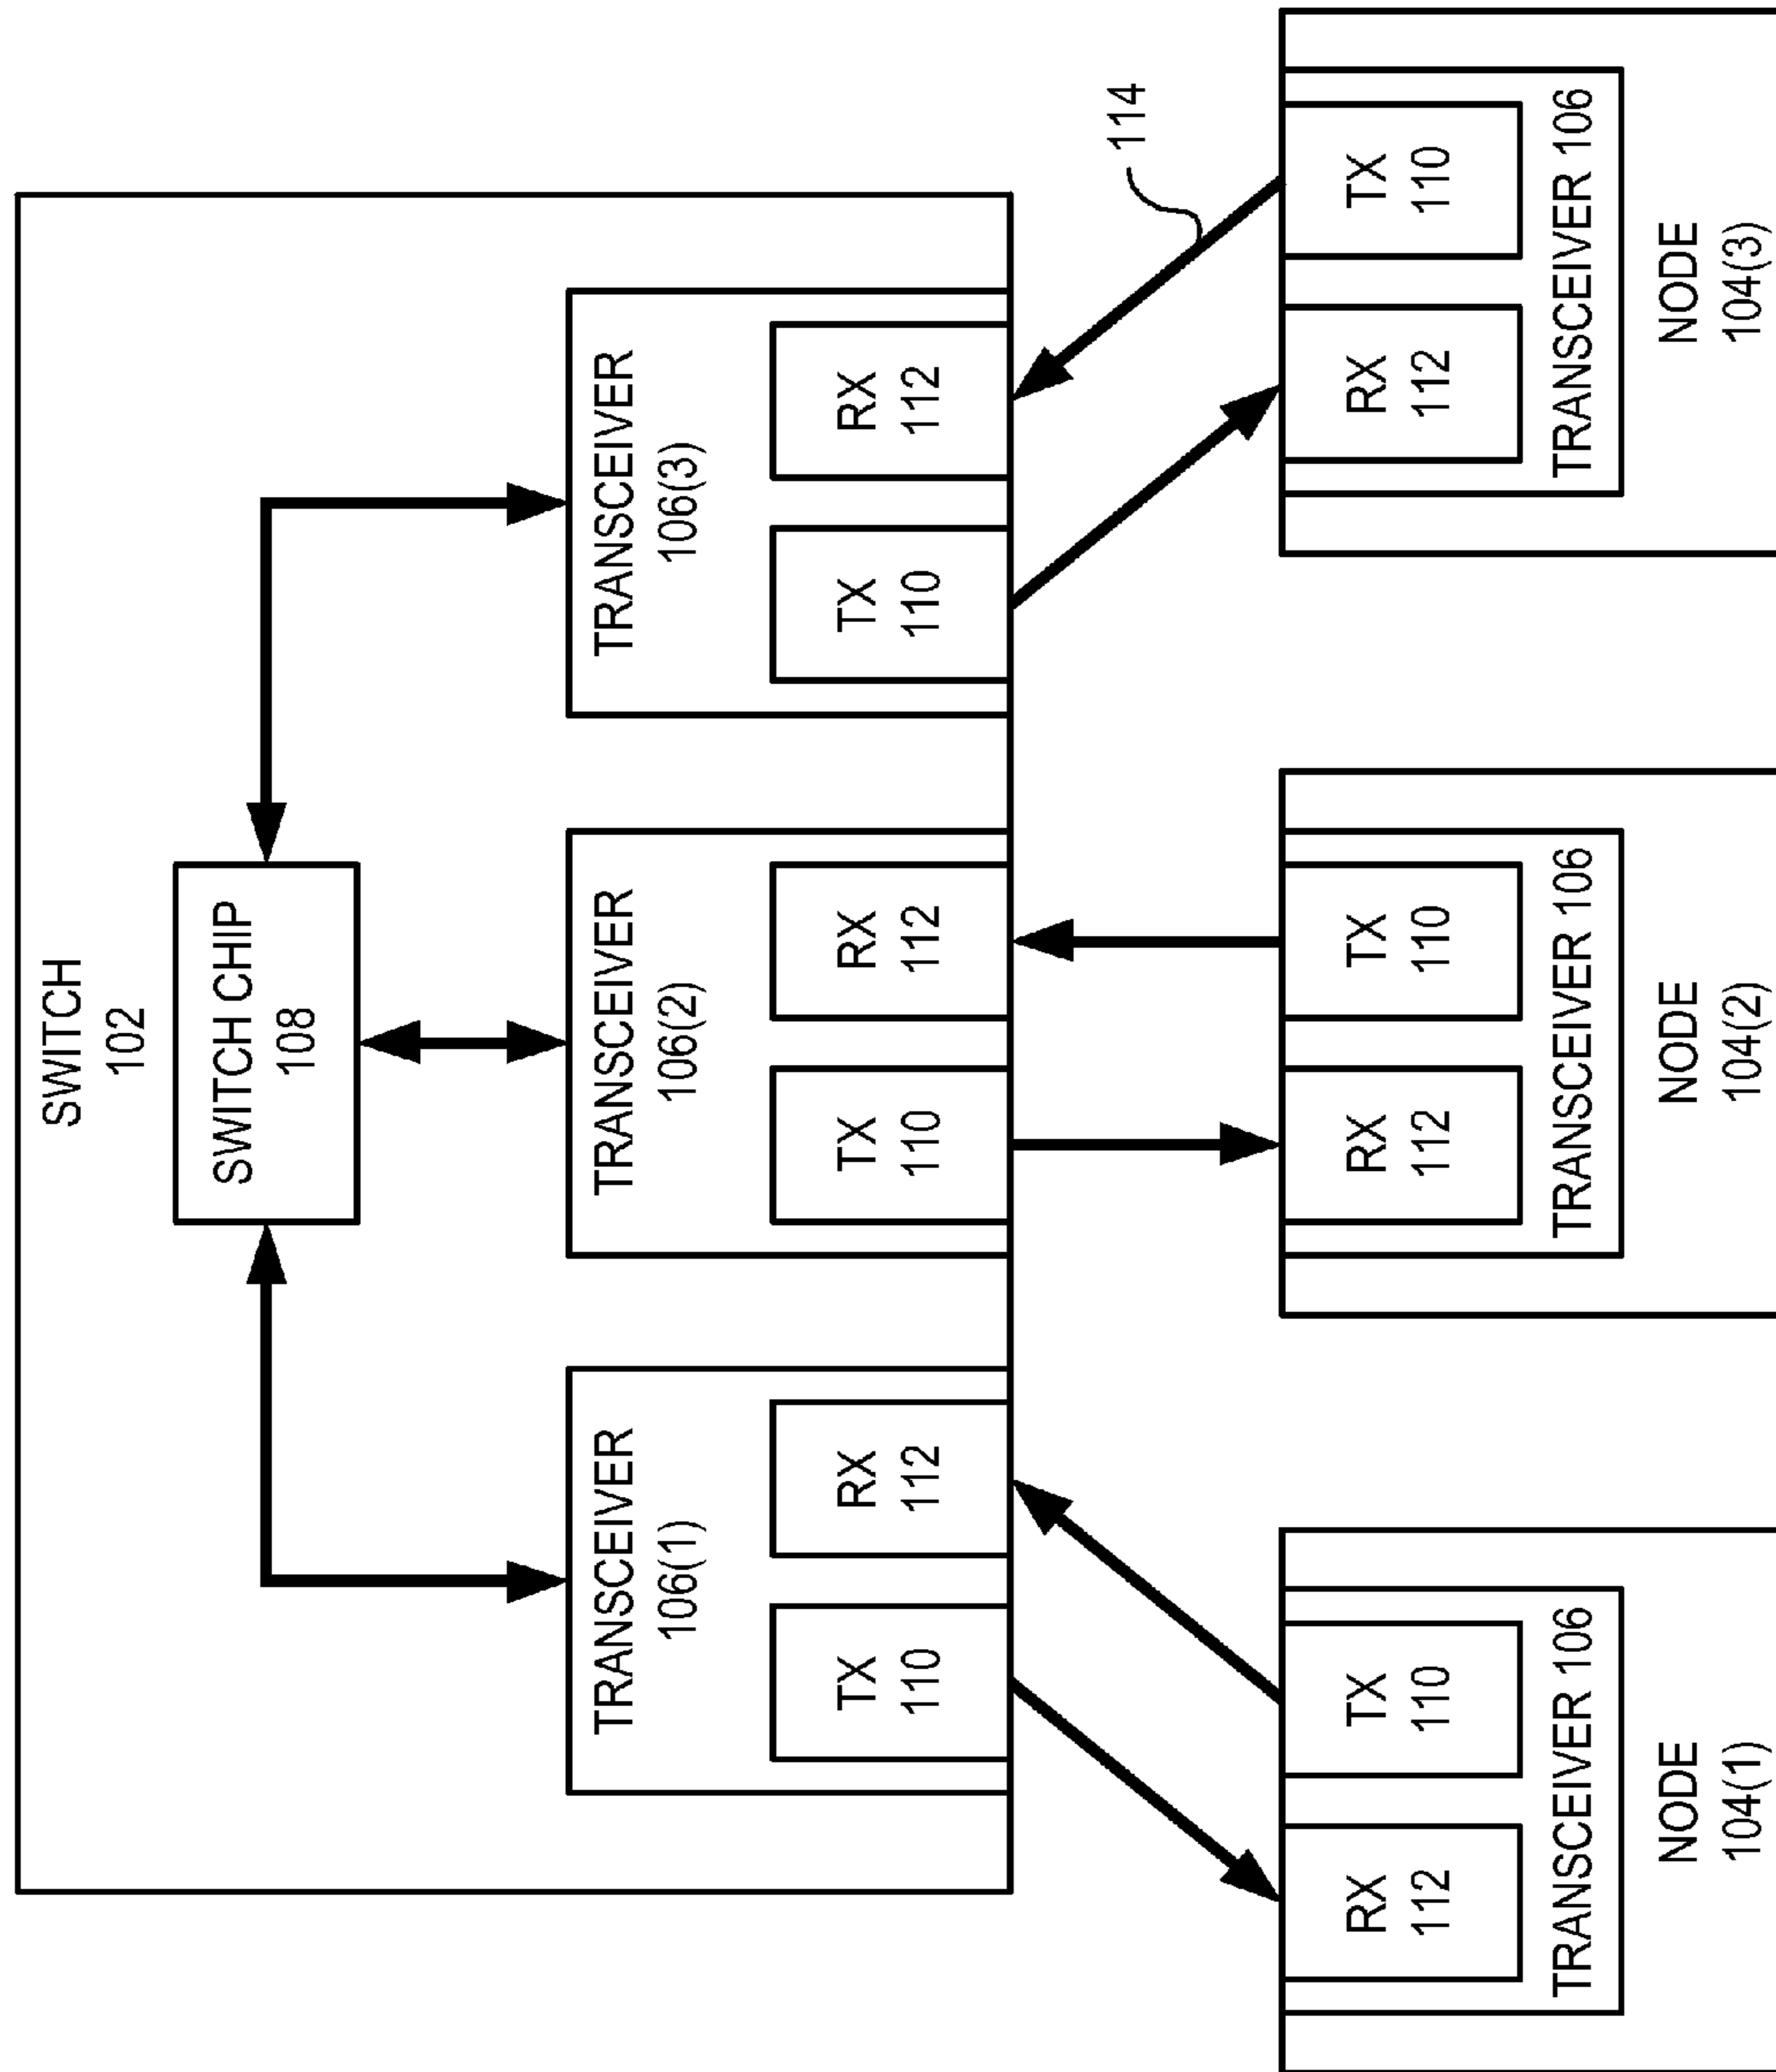 SWITCH
102
SWITCH CHIP
108
TRANSCEIVER
106(1)
TX
110
RX
112
TRANSCEIVER
106(2)
TX
110
RX
112
TRANSCEIVER
106(3)
TX
110
RX
112
114
RX
112
TX
110
TRANSCEIVER 106
NODE
104(1)
RX
112
TX
110
TRANSCEIVER 106
NODE
104(2)
RX
112
TX
110
TRANSCEIVER 106
NODE
104(3)